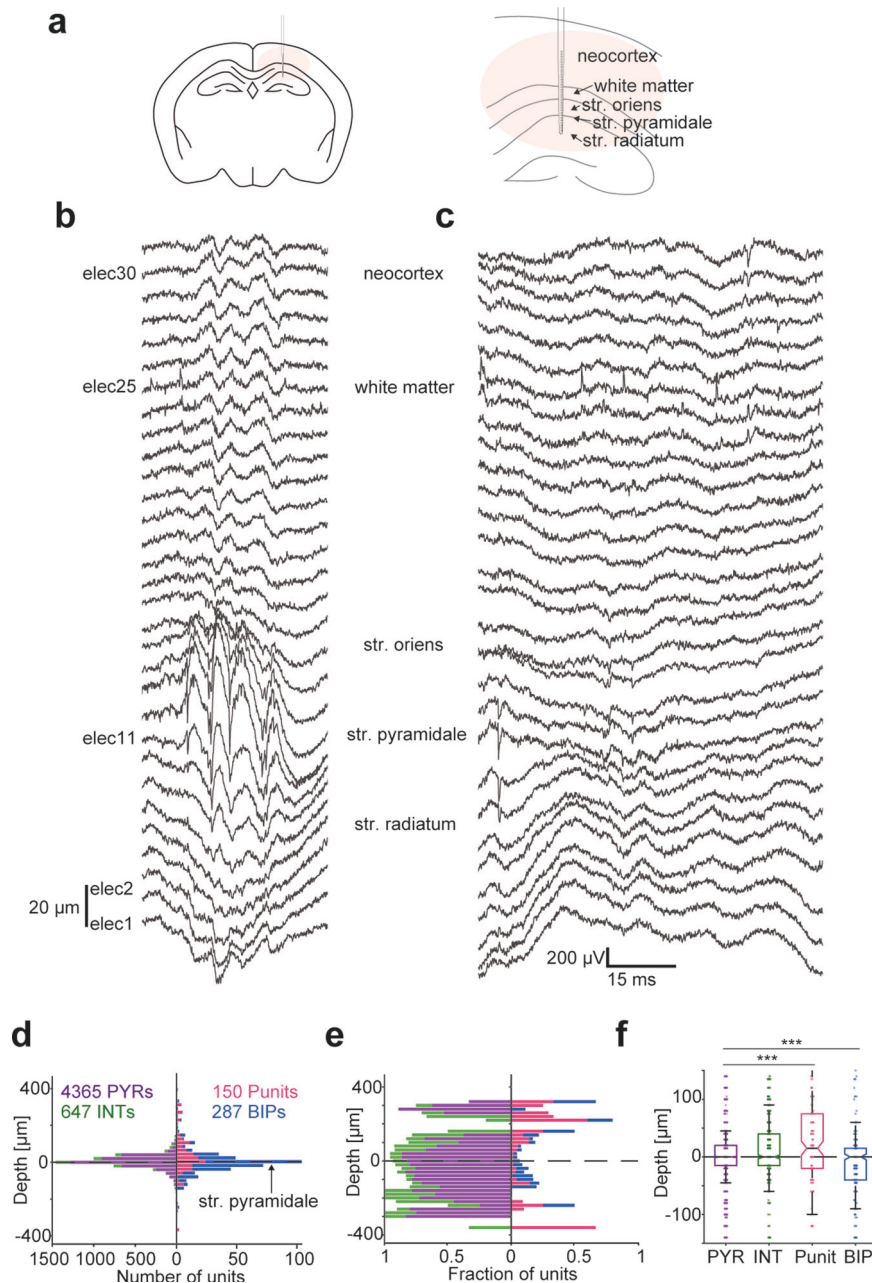 a
neocortex
white matter
str. oriens
str. pyramidale
str. radiatum
b
c
elec30
neocortex
elec25
white matter
str. oriens
elec11
str. pyramidale
str. radiatum
elec2
20 μm
elec1
200 μV
15 ms
d
e
f
4365 PYRs
150 Punits
647 INTs
287 BIPs
str. pyramidale
Depth [μm]
400
0
-400
1500 1000 500 0 50 100
Number of units
Depth [μm]
400
0
-400
1 0.5 0 0.5 1
Fraction of units
***
***
Depth [μm]
100
0
-100
PYR INT Punit BIP